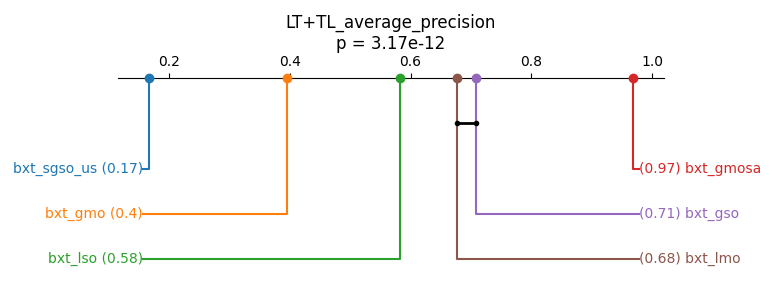 LT+TL_average_precision
p = 3.17e-12
0.2 0.4 0.6 0.8 1.0
bxt_sgso_us (0.17) (0.97) bxt_gmosa
bxt_gmo (0.4) (0.71) bxt_gso
bxt_lso (0.58) (0.68) bxt_lmo